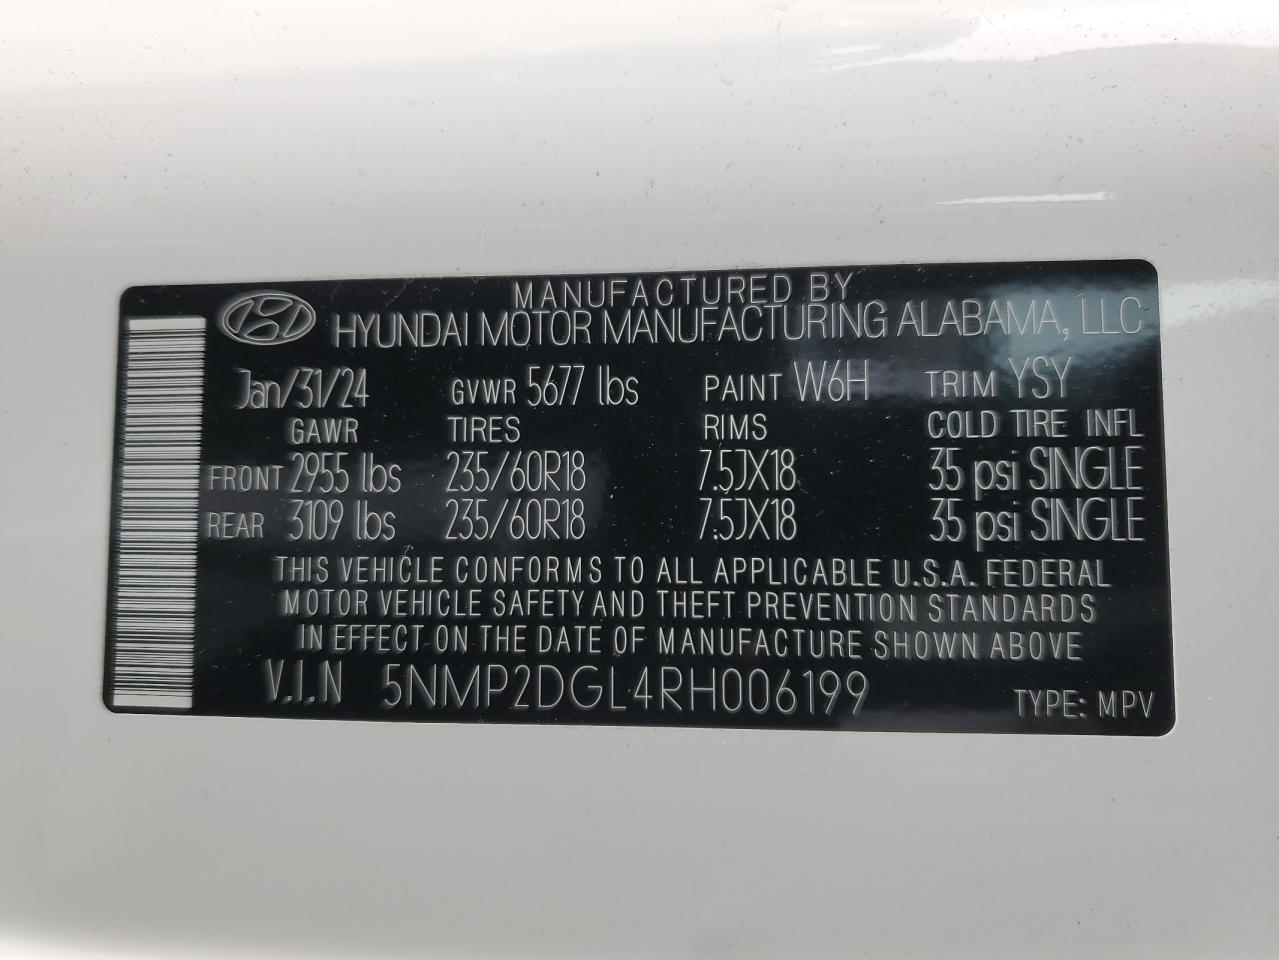 MANUFACTURED BY
HYUNDAI MOTOR MANUFACTURING ALABAMA, LLC
Jan/31/24 GVWR 5677 lbs PAINT W6H TRIM YSY
GAWR TIRES RIMS COLD TIRE INFL
FRONT 2955 lbs 235/60R18 7.5JX18 35 psi SINGLE
REAR 3109 lbs 235/60R18 7.5JX18 35 psi SINGLE
THIS VEHICLE CONFORMS TO ALL APPLICABLE U.S.A. FEDERAL
MOTOR VEHICLE SAFETY AND THEFT PREVENTION STANDARDS
IN EFFECT ON THE DATE OF MANUFACTURE SHOWN ABOVE
V.I.N 5NMP2DGL4RH006199 TYPE: MPV